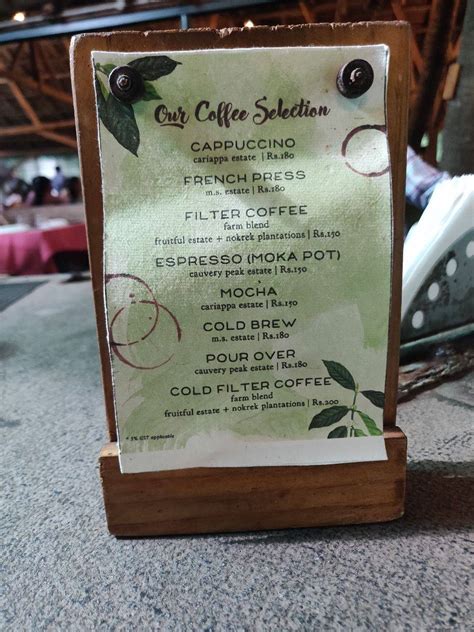 Our Coffee Selection
CAPPUCCINO
cariappa estate | Rs.180
FRENCH PRESS
m.s. estate | Rs.180
FILTER COFFEE
farm blend
fruitful estate + nokrek plantations | Rs.150
ESPRESSO (MOKA POT)
cauvery peak estate | Rs.150
MOCHA
cariappa estate | Rs.150
COLD BREW
m.s. estate | Rs.180
POUR OVER
cauvery peak estate | Rs.180
COLD FILTER COFFEE
farm blend
fruitful estate + nokrek plantations | Rs.200
* 5% GST applicable